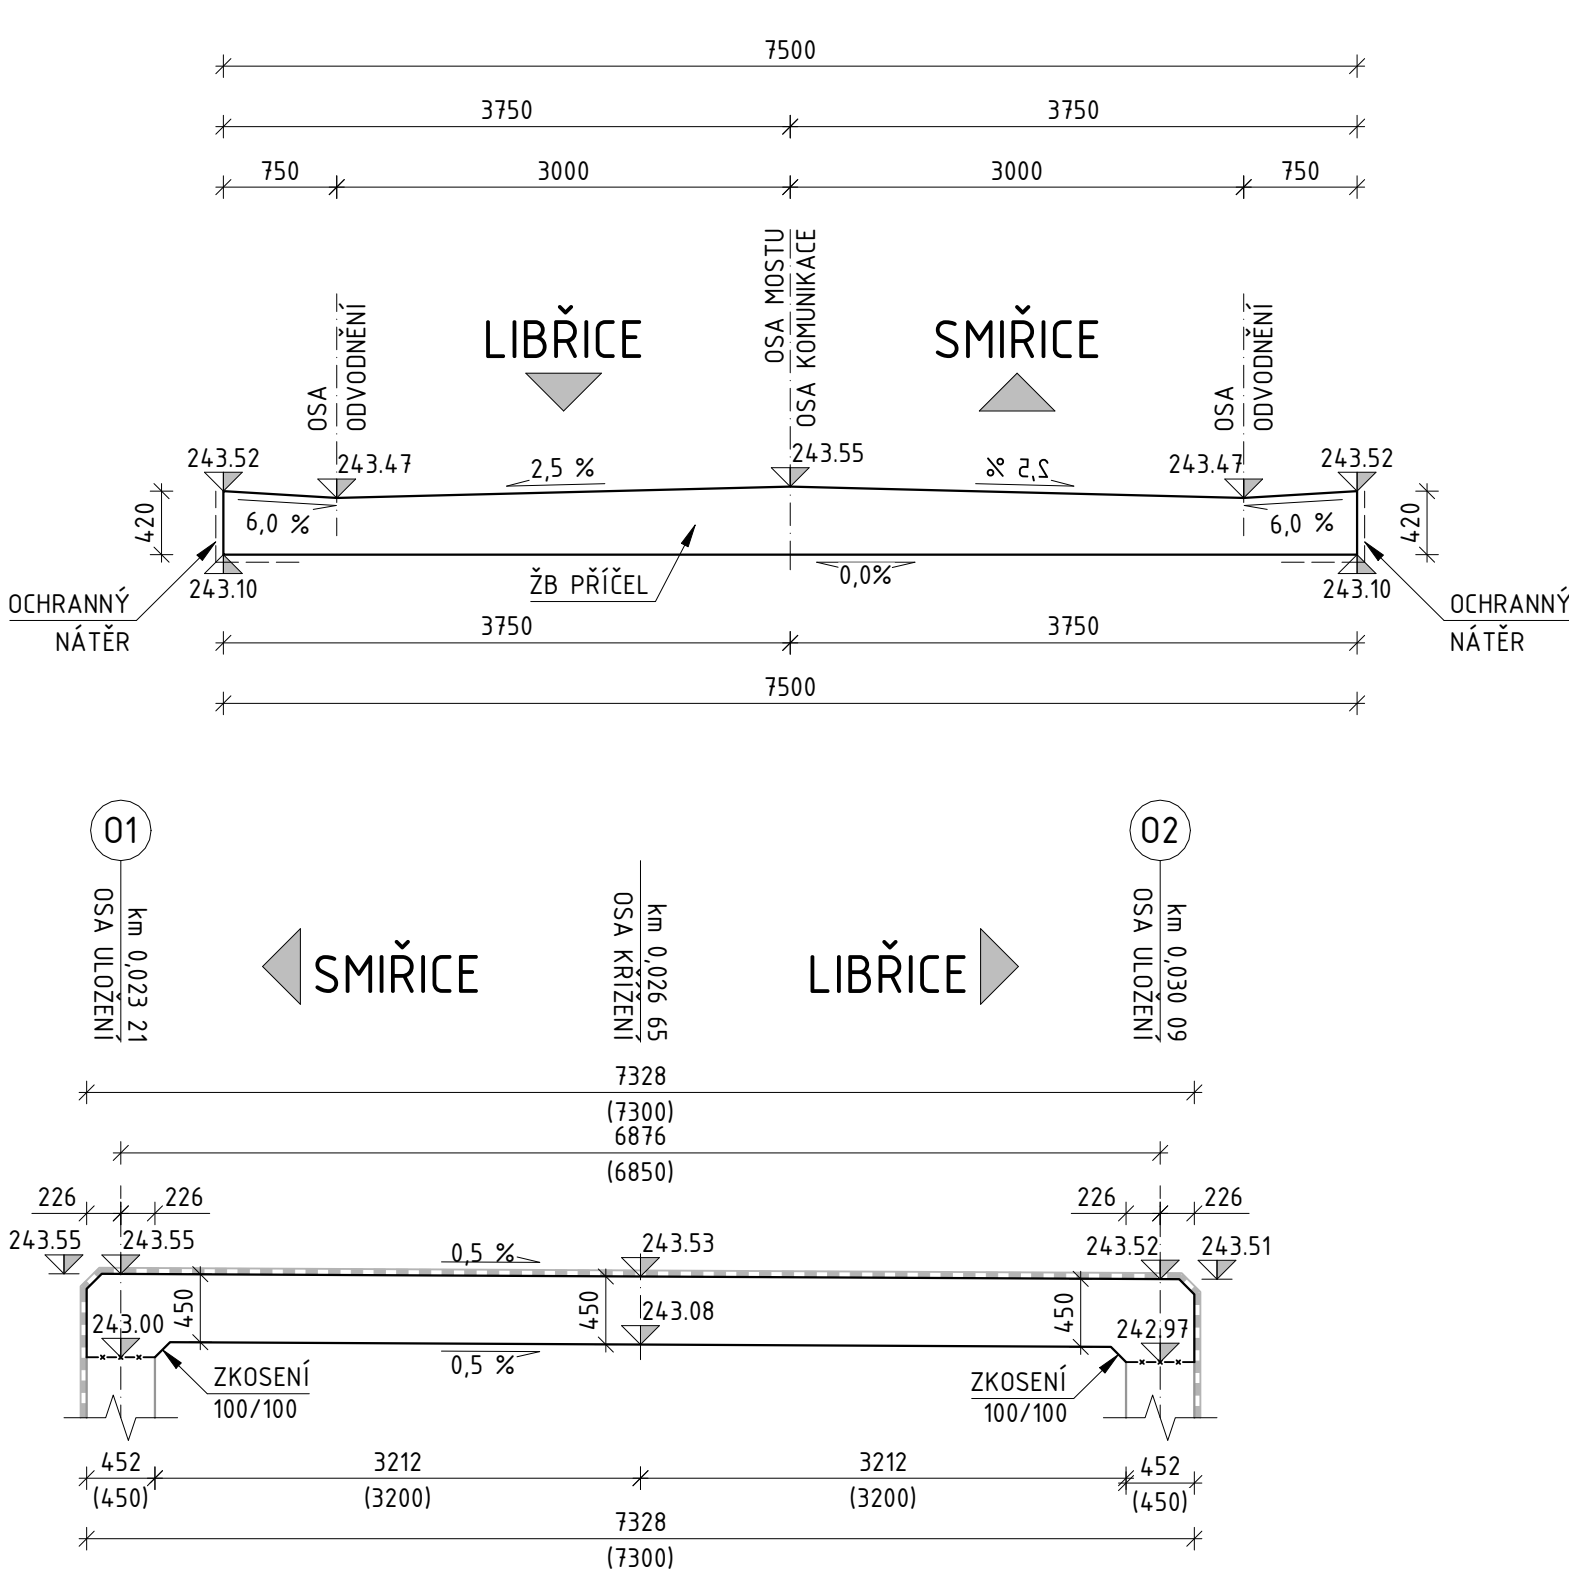 7500
3750 3750
750 3000 3000 750
OSA MOSTU
OSA KOMUNIKACE
OSA
ODVODNĚNÍ
LIBŘICE
SMIŘICE
OSA
ODVODNĚNÍ
243.52 243.47 2,5 % 243.55 2,5 % 243.47 243.52
420 6,0 % 6,0 % 420
243.10 ŽB PŘÍČEL 0,0% 243.10
OCHRANNÝ
NÁTĚR
OCHRANNÝ
NÁTĚR
3750 3750
7500
O1
km 0,023 21
OSA ULOŽENÍ
SMIŘICE
km 0,026 65
OSA KŘÍŽENÍ
LIBŘICE
O2
km 0,030 09
OSA ULOŽENÍ
7328
(7300)
6876
(6850)
226 226 226 226
243.55 243.55 0,5 % 243.53 243.52 243.51
450 450 450
243.00 243.08 242.97
0,5 %
ZKOSENÍ
100/100
ZKOSENÍ
100/100
452 3212 3212 452
(450) (3200) (3200) (450)
7328
(7300)